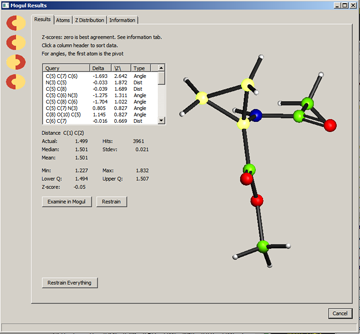 Mogul Results
Results Atoms Z Distribution Information
Z-scores: zero is best agreement. See information tab.
Click a column header to sort data.
For angles, the first atom is the pivot
Query Delta |Z| Type
C(5) C(7) C(6) -1.693 2.642 Angle
N(3) C(5) -0.033 1.872 Dist
C(5) C(8) -0.039 1.689 Dist
C(5) C(6) N(3) -1.275 1.311 Angle
C(5) C(6) C(8) -1.704 1.022 Angle
C(5) C(7) N(3) 0.805 0.827 Angle
C(8) O(10) C(5) 1.145 0.827 Angle
C(6) C(7) -0.016 0.669 Dist
Distance C(1) C(2)
Actual: 1.499 Hits: 3961
Median: 1.501 Stdev: 0.021
Mean: 1.501
Min: 1.227 Max: 1.832
Lower Q: 1.494 Upper Q: 1.507
Z-score: -0.05
Examine in Mogul Restrain
Restrain Everything
Cancel